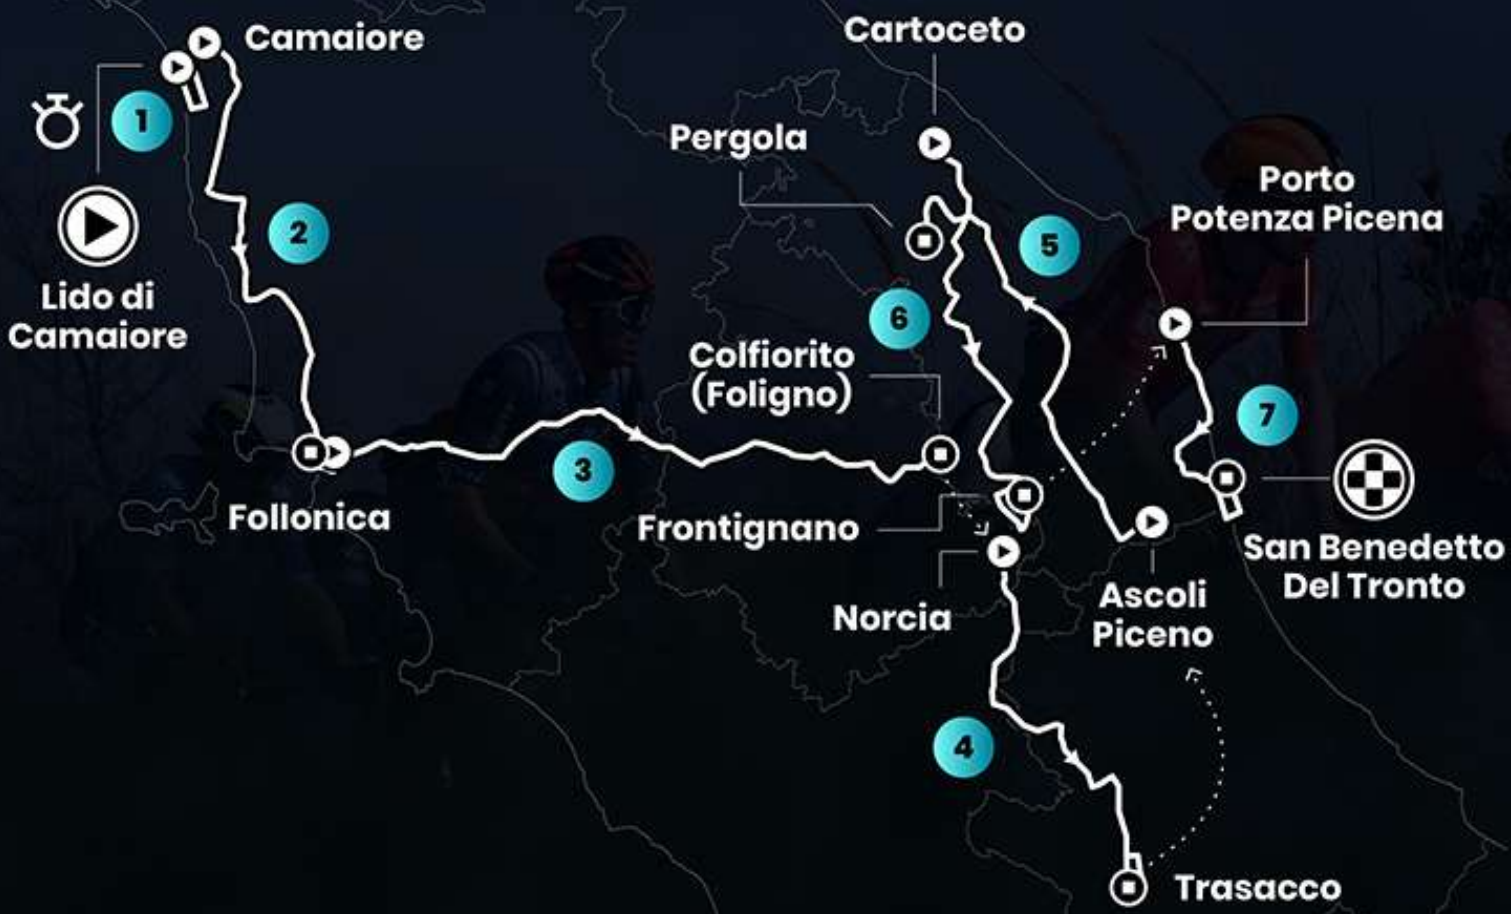 Camaiore
Cartoceto
1
Pergola
Porto
Potenza Picena
2
5
Lido di
Camaiore
6
Colfiorito
(Foligno)
7
3
Follonica
Frontignano
San Benedetto
Del Tronto
Norcia
Ascoli
Piceno
4
Trasacco